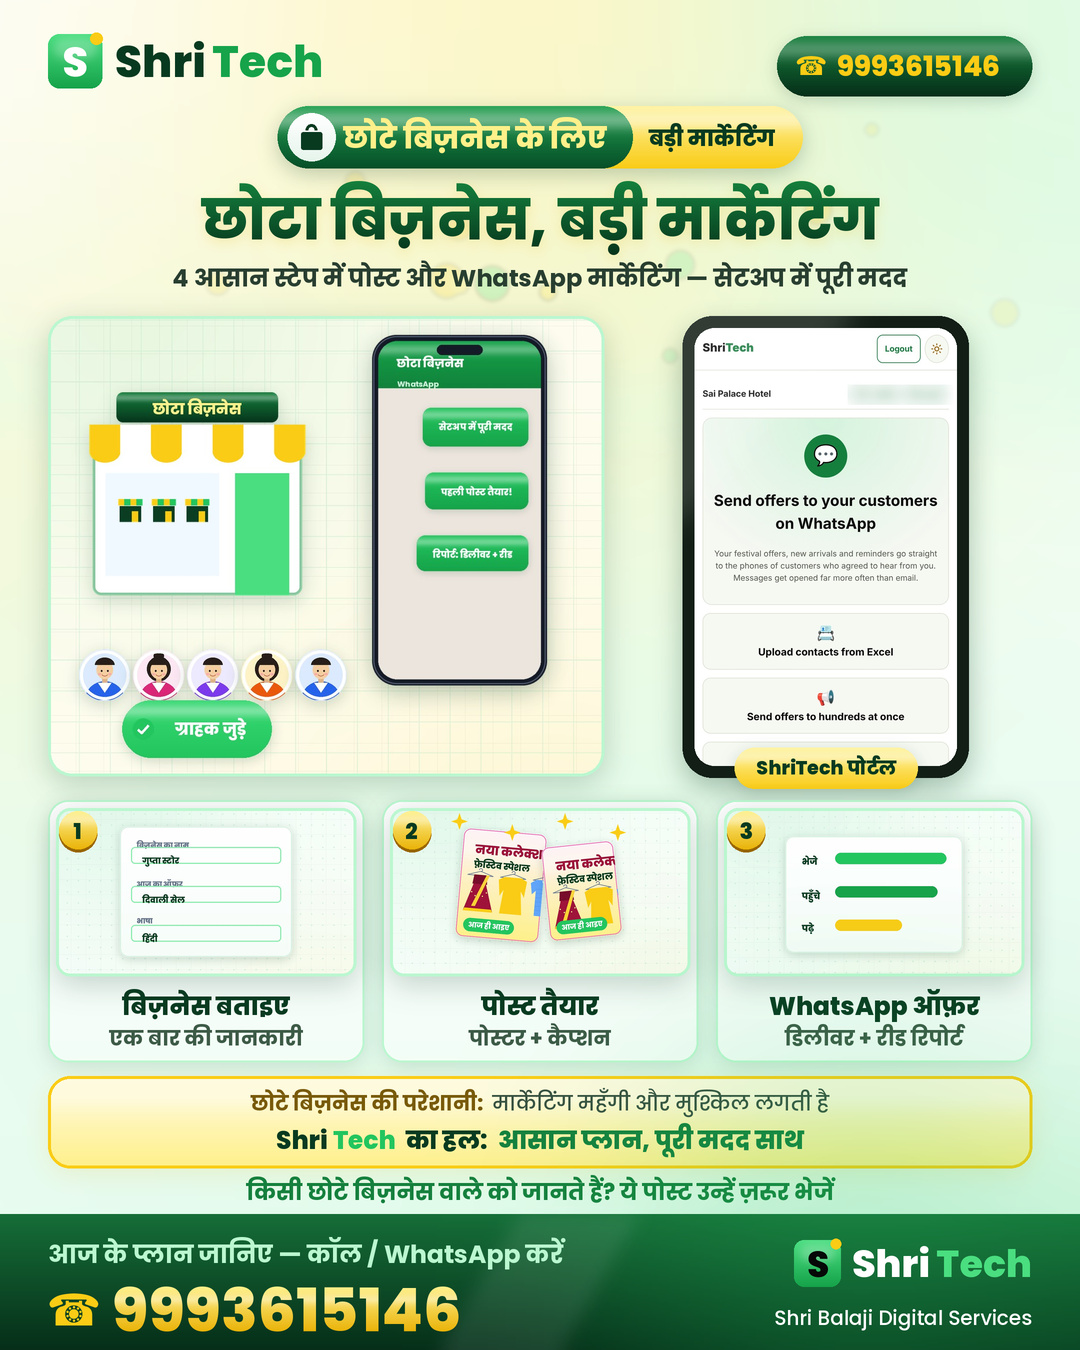 S Shri Tech
☎ 9993615146
छोटे बिज़नेस के लिए
बड़ी मार्केटिंग
छोटा बिज़नेस, बड़ी मार्केटिंग
4 आसान स्टेप में पोस्ट और WhatsApp मार्केटिंग — सेटअप में पूरी मदद
छोटा बिज़नेस
छोटा बिज़नेस
WhatsApp
सेटअप में पूरी मदद
पहली पोस्ट तैयार!
रिपोर्ट: डिलीवर + रीड
ग्राहक जुड़े
ShriTech
Logout
Sai Palace Hotel
Send offers to your customers
on WhatsApp
Your festival offers, new arrivals and reminders go straight
to the phones of customers who agreed to hear from you.
Messages get opened far more often than email.
Upload contacts from Excel
Send offers to hundreds at once
ShriTech पोर्टल
1
बिज़नेस का नाम
गुप्ता स्टोर
आज का ऑफ़र
दिवाली सेल
भाषा
हिंदी
बिज़नेस बताइए
एक बार की जानकारी
2
नया कलेक्श
फ़ेस्टिव स्पेशल
आज ही आइए
नया कलेक्
फ़ेस्टिव स्पेशल
आज ही आइए
पोस्ट तैयार
पोस्टर + कैप्शन
3
भेजे
पहुँचे
पढ़े
WhatsApp ऑफ़र
डिलीवर + रीड रिपोर्ट
छोटे बिज़नेस की परेशानी: मार्केटिंग महँगी और मुश्किल लगती है
Shri Tech का हल: आसान प्लान, पूरी मदद साथ
किसी छोटे बिज़नेस वाले को जानते हैं? ये पोस्ट उन्हें ज़रूर भेजें
आज के प्लान जानिए — कॉल / WhatsApp करें
☎ 9993615146
S Shri Tech
Shri Balaji Digital Services